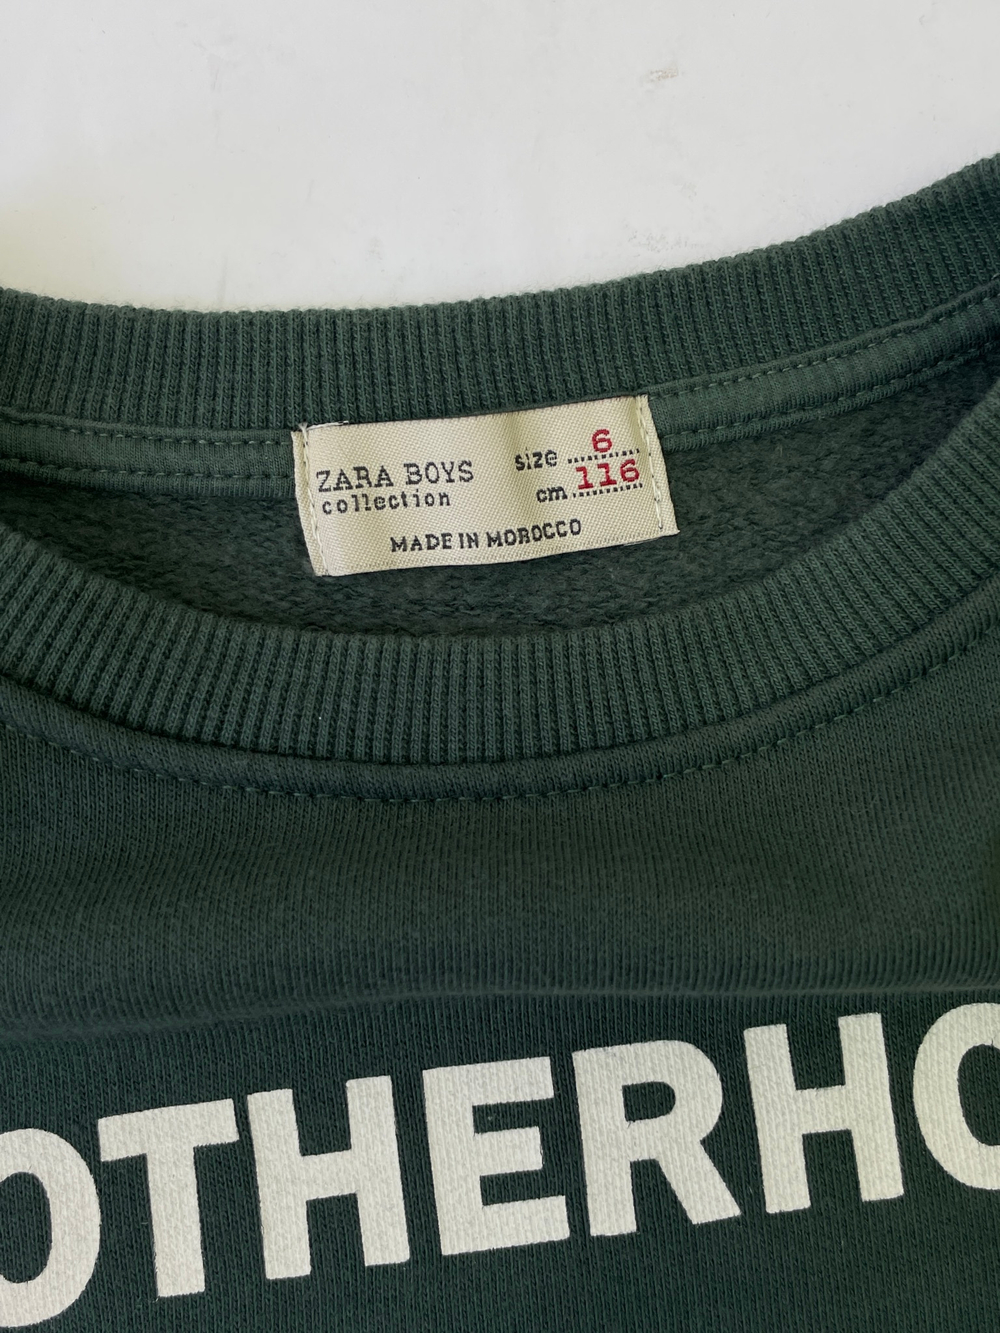 ZARA BOYS
collection
size 6
cm 116
MADE IN MOROCCO
OTHERHO